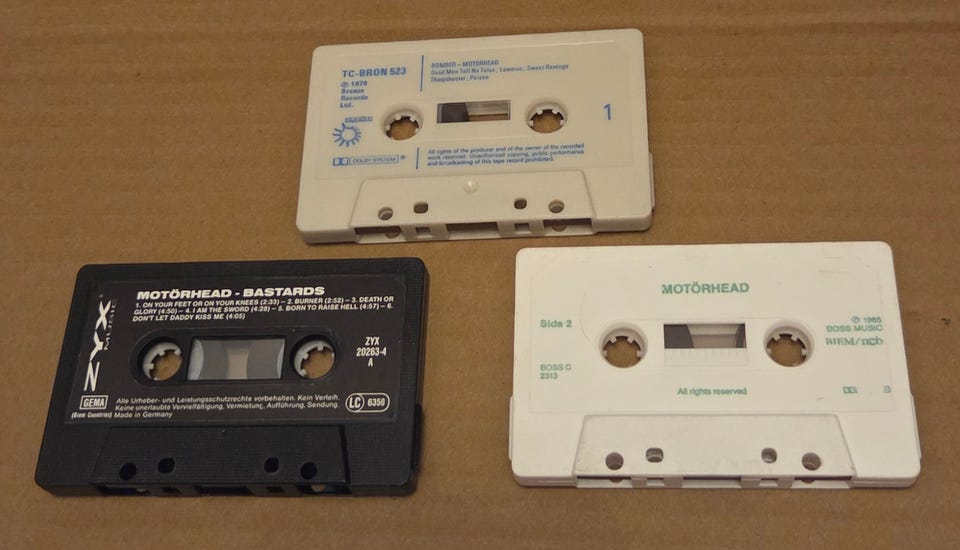 TC-BRON 523
℗ 1979
Bronze
Records
Ltd.
DOLBY SYSTEM
BOMBER – MOTÖRHEAD
Dead Men Tell No Tales; Lawman; Sweet Revenge
Sharpshooter; Poison
1
All rights of the producer and of the owner of the recorded
work reserved. Unauthorised copying, public performance
and broadcasting of this tape record prohibited.
ZYX
MUSIC
MOTÖRHEAD - BASTARDS
1. ON YOUR FEET OR ON YOUR KNEES (2:33) – 2. BURNER (2:52) – 3. DEATH OR
GLORY (4:50) – 4. I AM THE SWORD (4:28) – 5. BORN TO RAISE HELL (4:57) – 6.
DON'T LET DADDY KISS ME (4:05)
ZYX
20263-4
A
GEMA
(Biem Countries)
Alle Urheber- und Leistungsschutzrechte vorbehalten. Kein Verleih.
Keine unerlaubte Vervielfältigung, Vermietung, Aufführung, Sendung.
Made in Germany
LC 6350
MOTÖRHEAD
Side 2
BOSS C
2313
℗ 1985
BOSS MUSIC
BIEM/ncb
All rights reserved